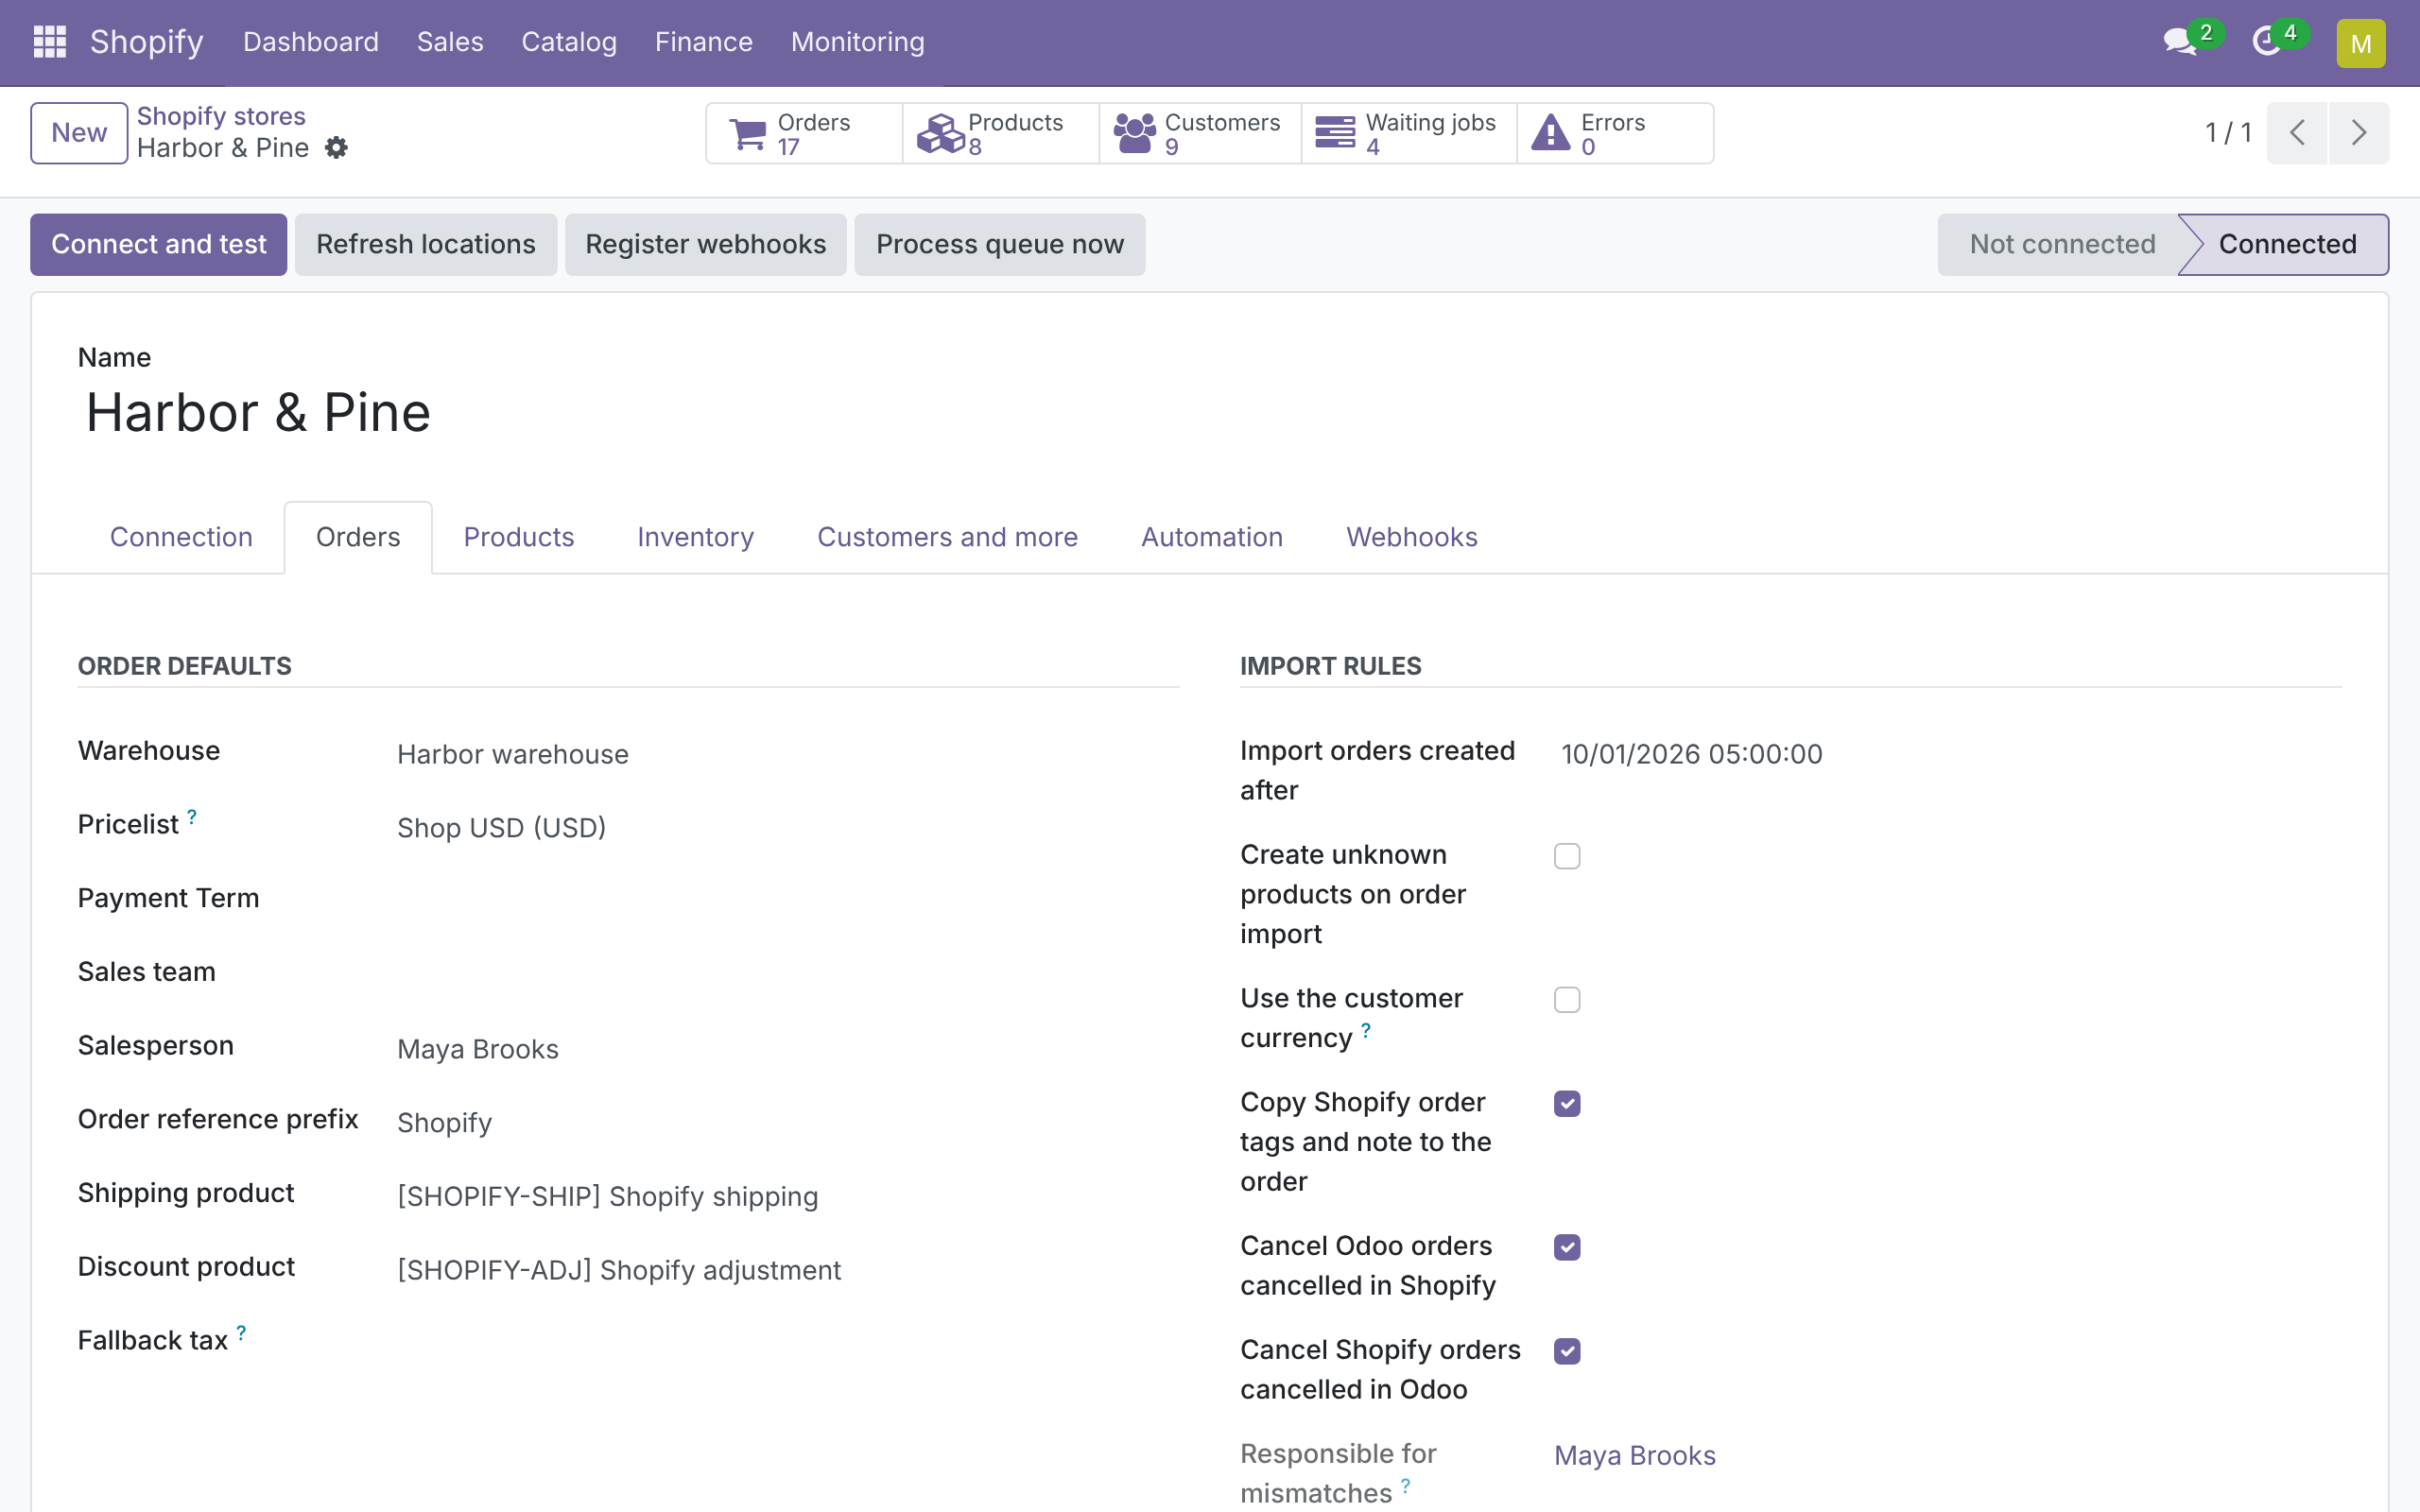 Shopify Dashboard Sales Catalog Finance Monitoring 2 4 M
New
Shopify stores
Harbor & Pine
Orders 17
Products 8
Customers 9
Waiting jobs 4
Errors 0
1 / 1
Connect and test Refresh locations Register webhooks Process queue now Not connected Connected
Name
Harbor & Pine
Connection Orders Products Inventory Customers and more Automation Webhooks
ORDER DEFAULTS
Warehouse Harbor warehouse
Pricelist ? Shop USD (USD)
Payment Term
Sales team
Salesperson Maya Brooks
Order reference prefix Shopify
Shipping product [SHOPIFY-SHIP] Shopify shipping
Discount product [SHOPIFY-ADJ] Shopify adjustment
Fallback tax ?
IMPORT RULES
Import orders created 10/01/2026 05:00:00
after
Create unknown
products on order
import
Use the customer
currency ?
Copy Shopify order
tags and note to the
order
Cancel Odoo orders
cancelled in Shopify
Cancel Shopify orders
cancelled in Odoo
Responsible for Maya Brooks
mismatches ?